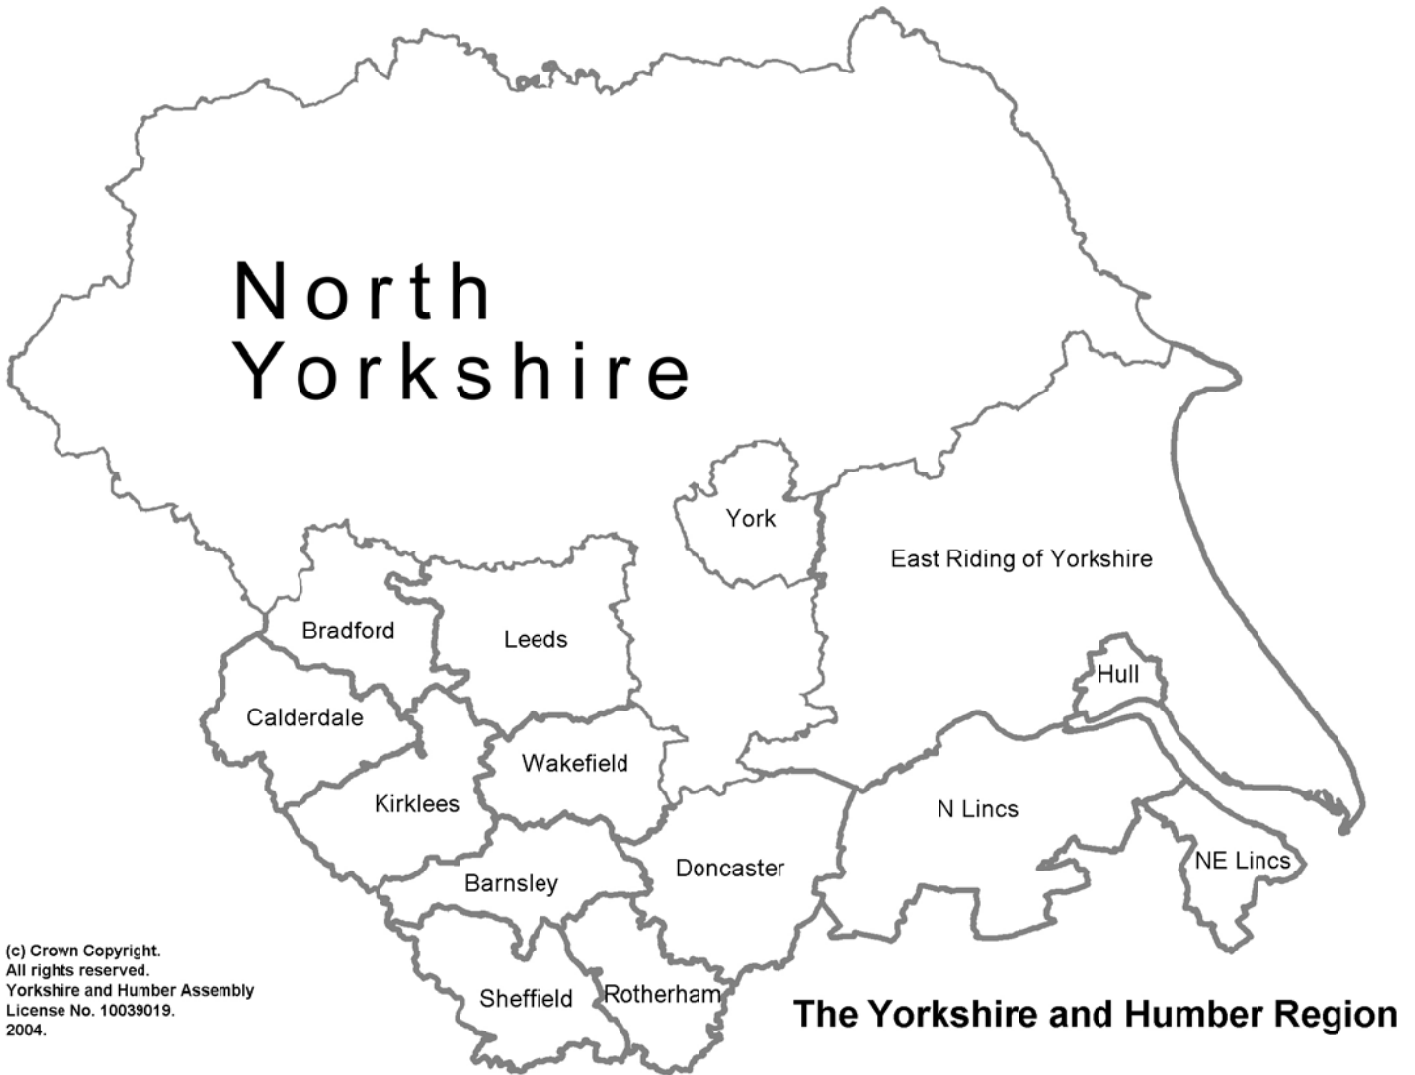 North
Yorkshire
York
East Riding of Yorkshire
Bradford
Leeds
Hull
Calderdale
Wakefield
Kirklees
N Lincs
Doncaster
NE Lincs
Barnsley
Sheffield
Rotherham
(c) Crown Copyright.
All rights reserved.
Yorkshire and Humber Assembly
License No. 10039019.
2004.
The Yorkshire and Humber Region